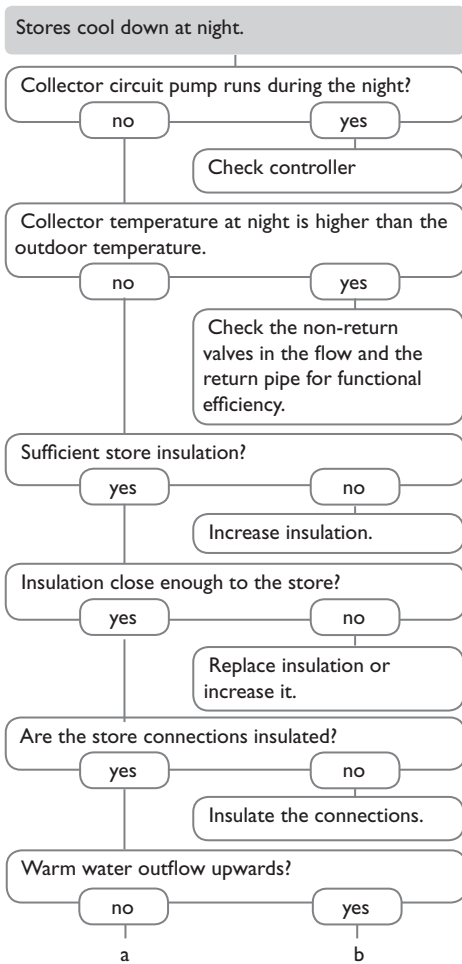 Stores cool down at night.
Collector circuit pump runs during the night?
no
yes
Check controller
Collector temperature at night is higher than the
outdoor temperature.
no
yes
Check the non-return
valves in the flow and the
return pipe for functional
efficiency.
Sufficient store insulation?
yes
no
Increase insulation.
Insulation close enough to the store?
yes
no
Replace insulation or
increase it.
Are the store connections insulated?
yes
no
Insulate the connections.
Warm water outflow upwards?
no
yes
a
b